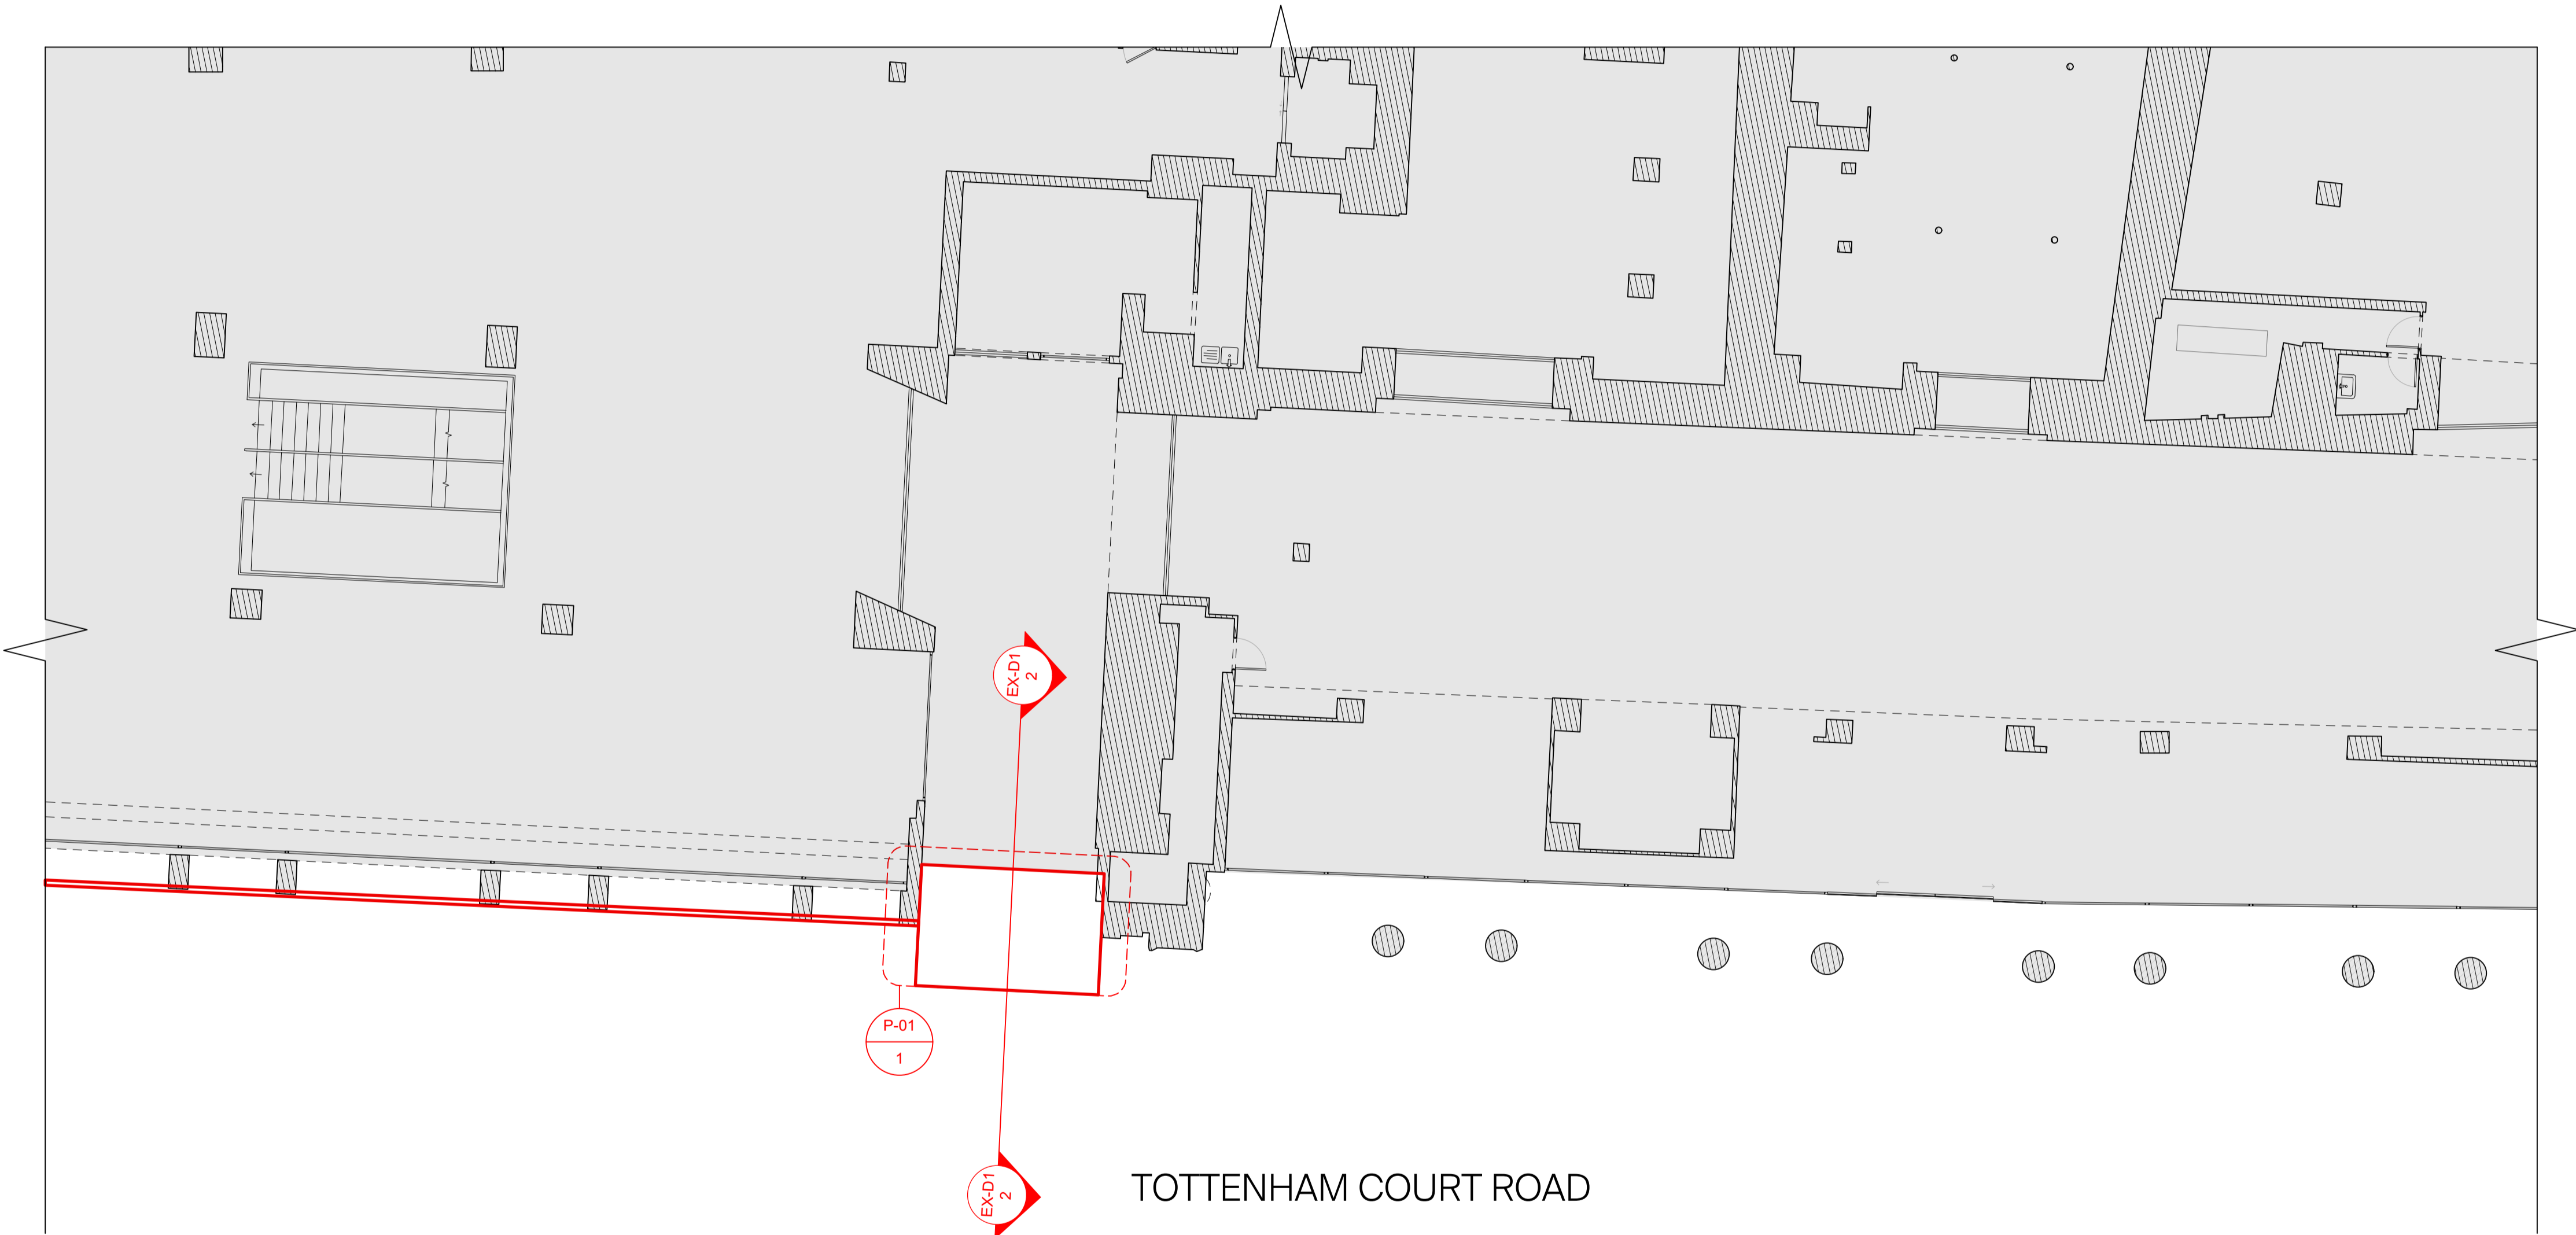 EX-D1
2
P-01
1
EX-D1
2
TOTTENHAM COURT ROAD